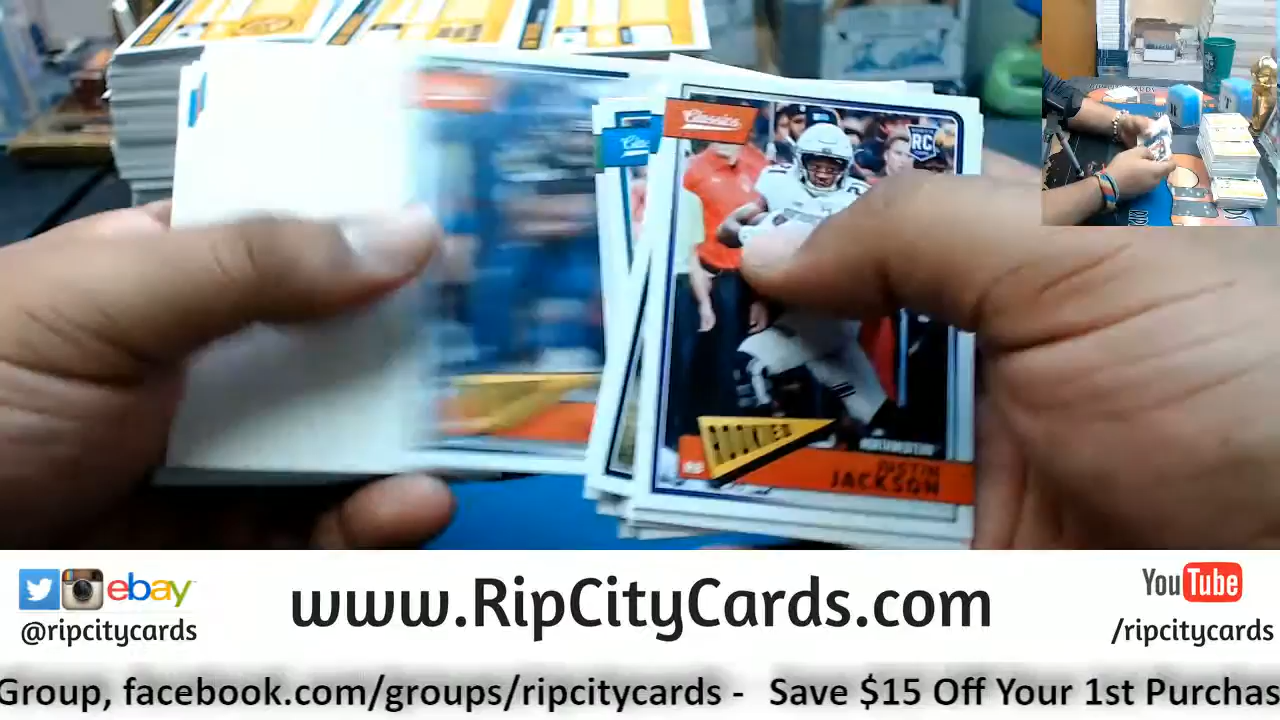 Classics
RC
ROOKIES
JUSTIN
JACKSON
ebay
@ripcitycards
www.RipCityCards.com
YouTube
/ripcitycards
Group, facebook.com/groups/ripcitycards - Save $15 Off Your 1st Purchas